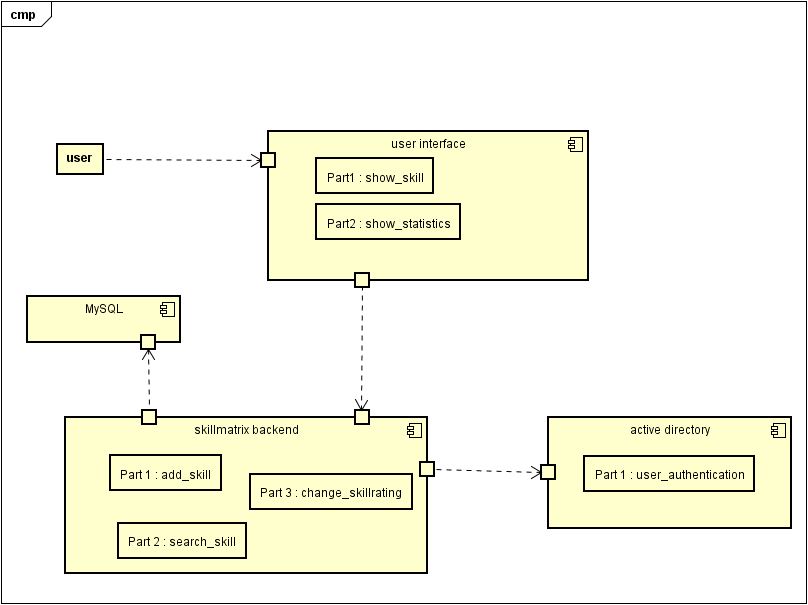 cmp
user
user interface
Part1 : show_skill
Part2 : show_statistics
MySQL
skillmatrix backend
Part 1 : add_skill
Part 3 : change_skillrating
Part 2 : search_skill
active directory
Part 1 : user_authentication